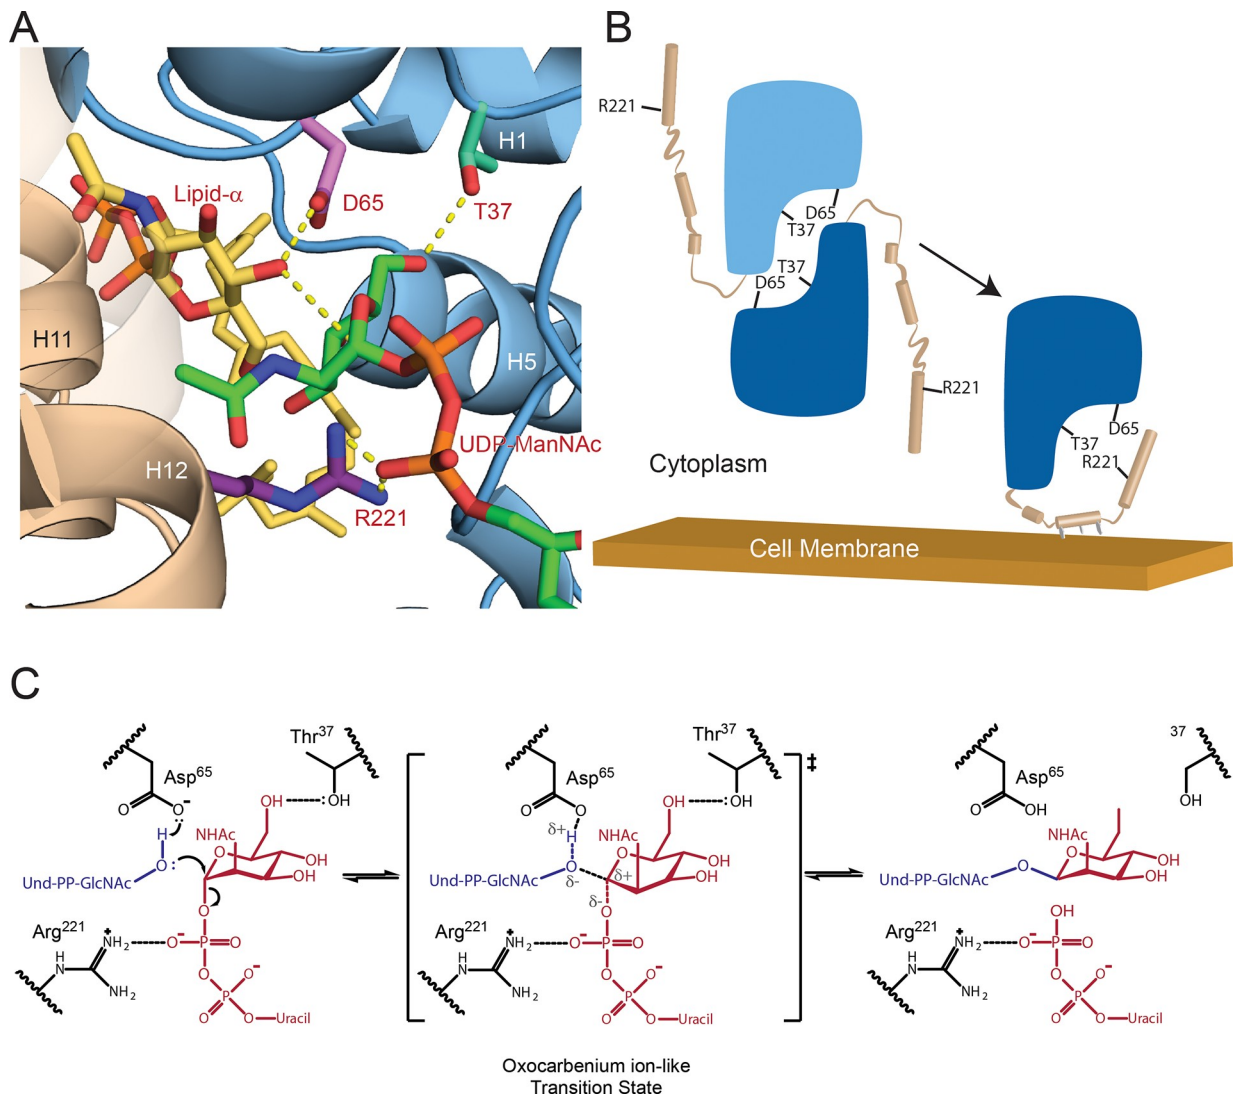 A
Lipid-α
D65
H1
T37
H11
H5
H12
UDP-ManNAc
R221
B
R221
D65
T37
T37
D65
R221
Cytoplasm
D65
T37
R221
Cell Membrane
C
Asp65
Thr37
O
O-
H
O:
Und-PP-GlcNAc
OH
:OH
NHAc
O
OH
OH
O
Arg221
H
N
NH2+
NH2
O-
P
O
O
O-
P
O
O
Uracil
Asp65
Thr37
‡
O
O
δ+
H
O
δ-
Und-PP-GlcNAc
OH
:OH
NHAc
O
δ+
OH
OH
δ-
O
Arg221
H
N
NH2+
NH2
O-
P
O
O
O-
P
O
O
Uracil
Oxocarbenium ion-like
Transition State
Asp65
37
O
OH
OH
NHAc
O
O
OH
OH
Und-PP-GlcNAc
Arg221
H
N
NH2+
NH2
OH
O-
P
O
O
O-
P
O
O
Uracil